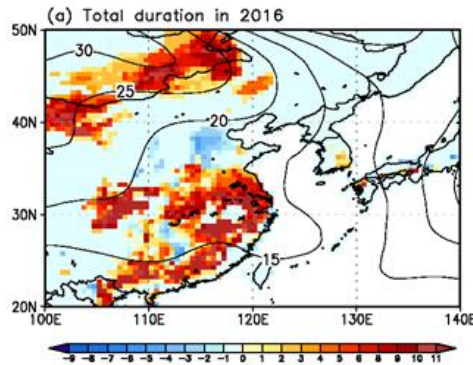 (a) Total duration in 2016
50N
40N
30N
20N
30
25
20
15
100E 110E 120E 130E 140E
-9 -8 -7 -6 -5 -4 -3 -2 -1 0 1 2 3 4 5 6 7 8 9 10 11